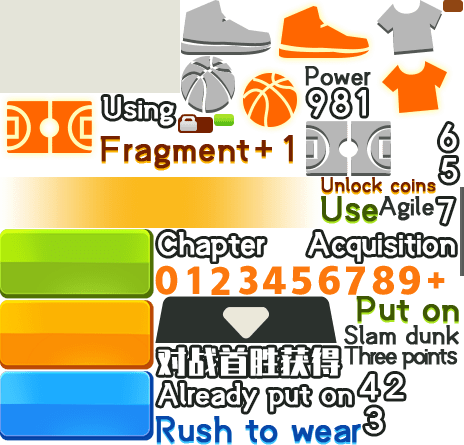 Power
981
Using
Fragment+ 1
6
5
Unlock coins
Use
Agile
7
Chapter
Acquisition
0123456789+
Put on
Slam dunk
对战首胜获得
Three points
Already put on
4 2
3
Rush to wear